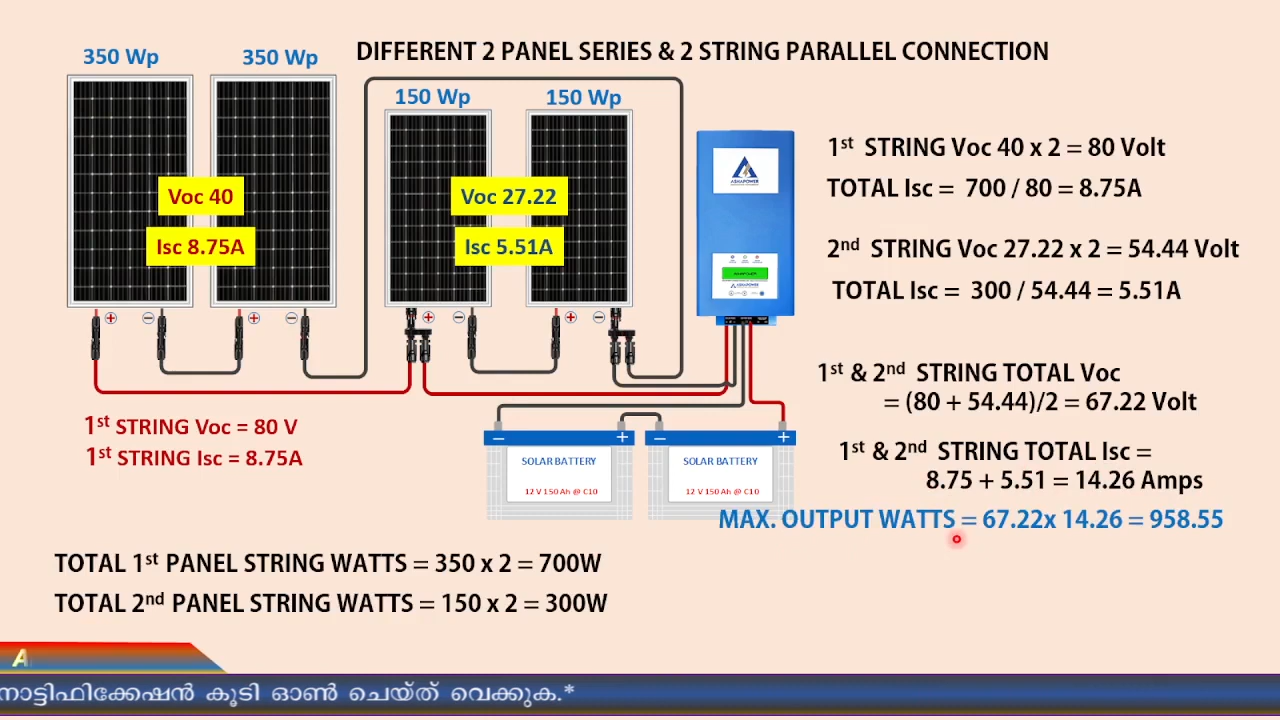 DIFFERENT 2 PANEL SERIES & 2 STRING PARALLEL CONNECTION
350 Wp
350 Wp
150 Wp
150 Wp
Voc 40
Isc 8.75A
Voc 27.22
Isc 5.51A
ASHAPOWER
1st STRING Voc 40 x 2 = 80 Volt
TOTAL Isc = 700 / 80 = 8.75A
2nd STRING Voc 27.22 x 2 = 54.44 Volt
TOTAL Isc = 300 / 54.44 = 5.51A
1st & 2nd STRING TOTAL Voc
= (80 + 54.44)/2 = 67.22 Volt
1st & 2nd STRING TOTAL Isc =
8.75 + 5.51 = 14.26 Amps
MAX. OUTPUT WATTS = 67.22x 14.26 = 958.55
+ − + −
+ − + −
1st STRING Voc = 80 V
1st STRING Isc = 8.75A
− + − +
SOLAR BATTERY
12 V 150 Ah @ C10
SOLAR BATTERY
12 V 150 Ah @ C10
TOTAL 1st PANEL STRING WATTS = 350 x 2 = 700W
TOTAL 2nd PANEL STRING WATTS = 150 x 2 = 300W
A
നോട്ടിഫിക്കേഷൻ കൂടി ഓൺ ചെയ്ത് വെക്കുക.*